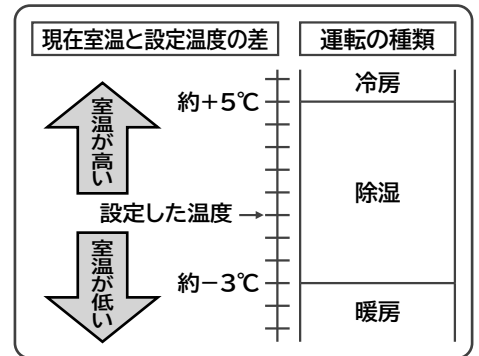 現在室温と設定温度の差
運転の種類
室温が高い
約+5℃
設定した温度→
室温が低い
約-3℃
冷房
除湿
暖房